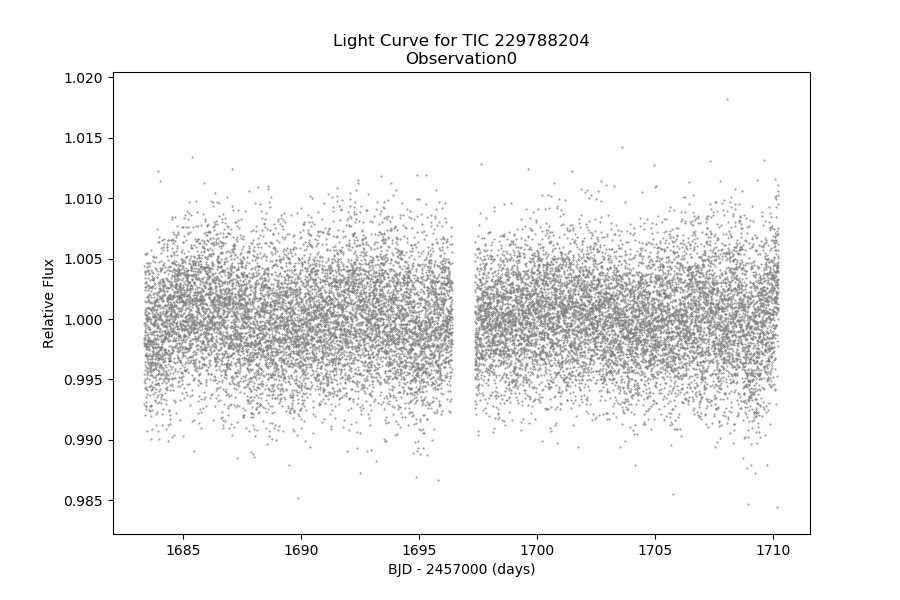 Light Curve for TIC 229788204
Observation0
1.020
1.015
1.010
1.005
1.000
0.995
0.990
0.985
Relative Flux
1685 1690 1695 1700 1705 1710
BJD - 2457000 (days)